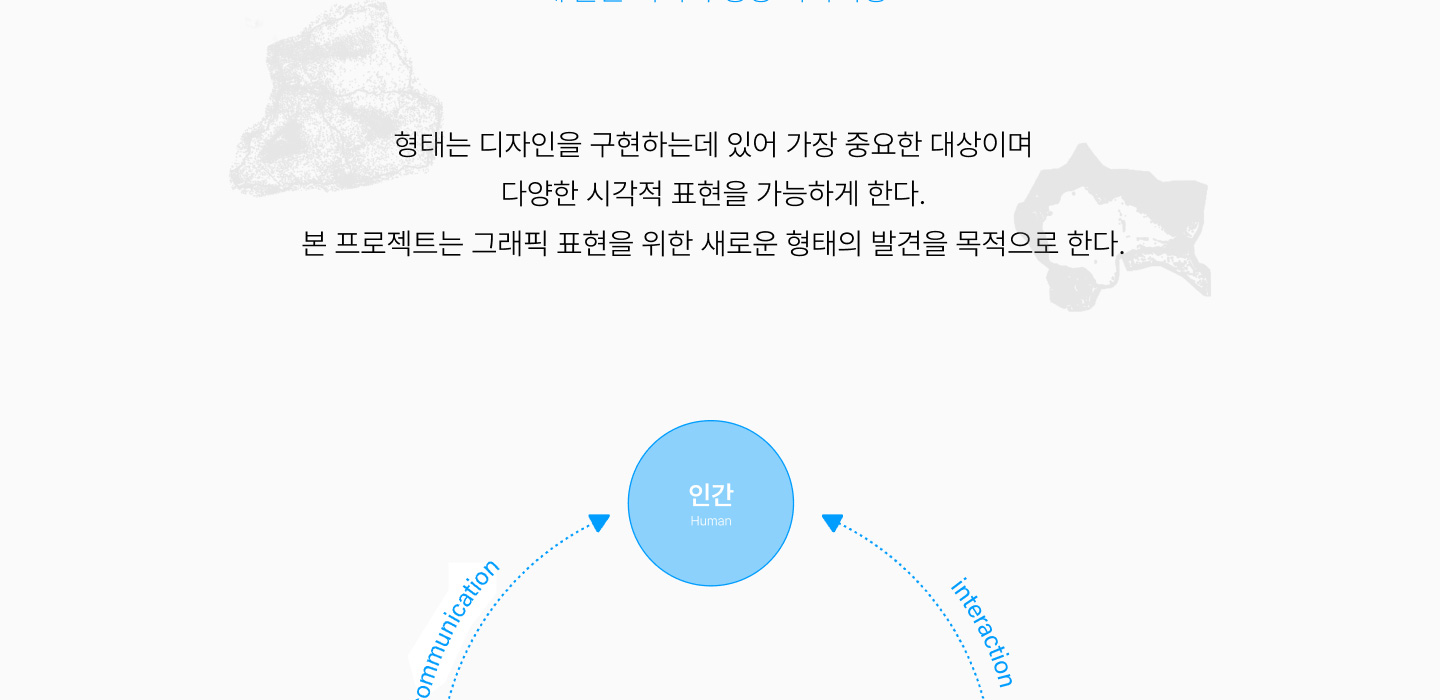 형태는 디자인을 구현하는데 있어 가장 중요한 대상이며
다양한 시각적 표현을 가능하게 한다.
본 프로젝트는 그래픽 표현을 위한 새로운 형태의 발견을 목적으로 한다.
인간
Human
ommunication
interaction